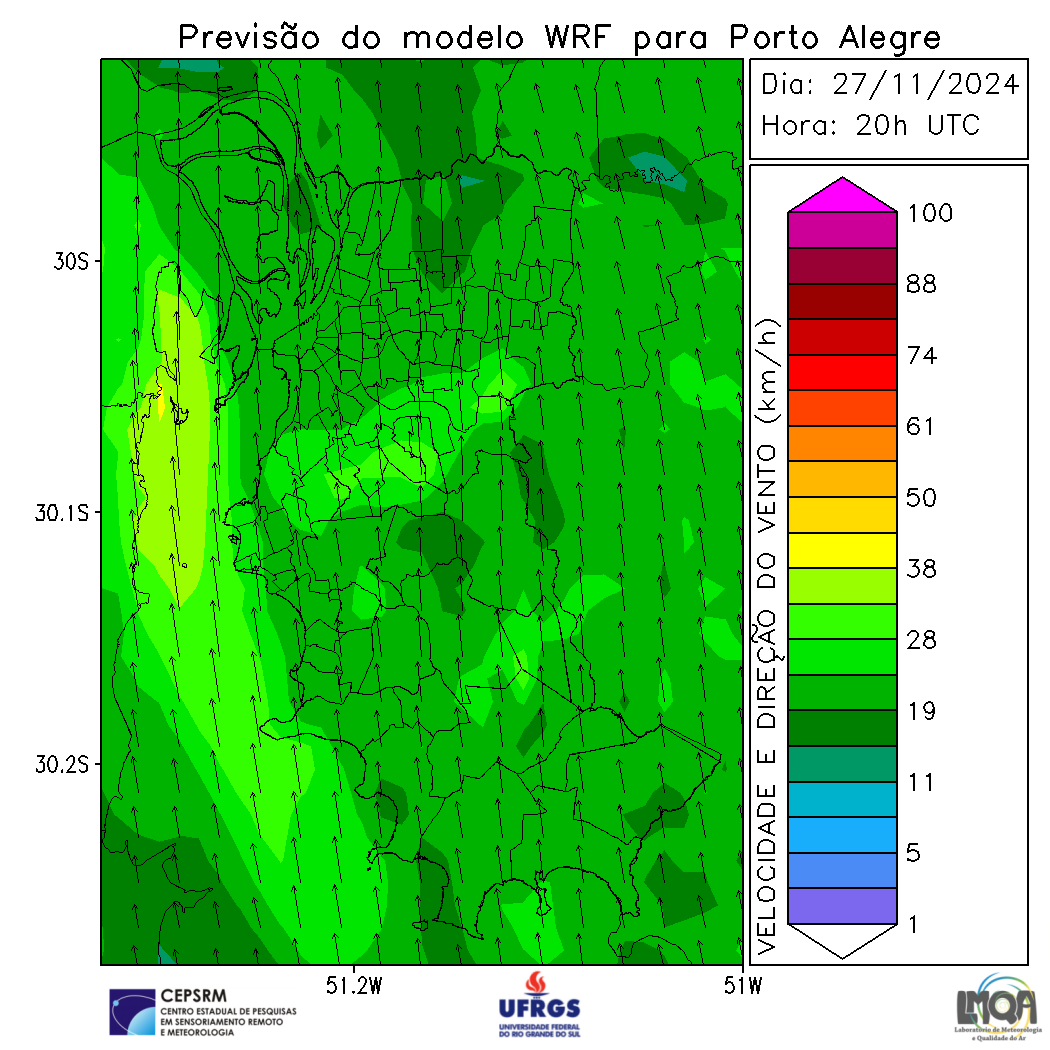 Previsão do modelo WRF para Porto Alegre
Dia: 27/11/2024
Hora: 20h UTC
30S
30.1S
30.2S
51.2W
51W
VELOCIDADE E DIREÇÃO DO VENTO (km/h)
100
88
74
61
50
38
28
19
11
5
1
CEPSRM
CENTRO ESTADUAL DE PESQUISAS
EM SENSORIAMENTO REMOTO
E METEOROLOGIA
UFRGS
UNIVERSIDADE FEDERAL
DO RIO GRANDE DO SUL
LMQA
Laboratório de Meteorologia
e Qualidade do Ar